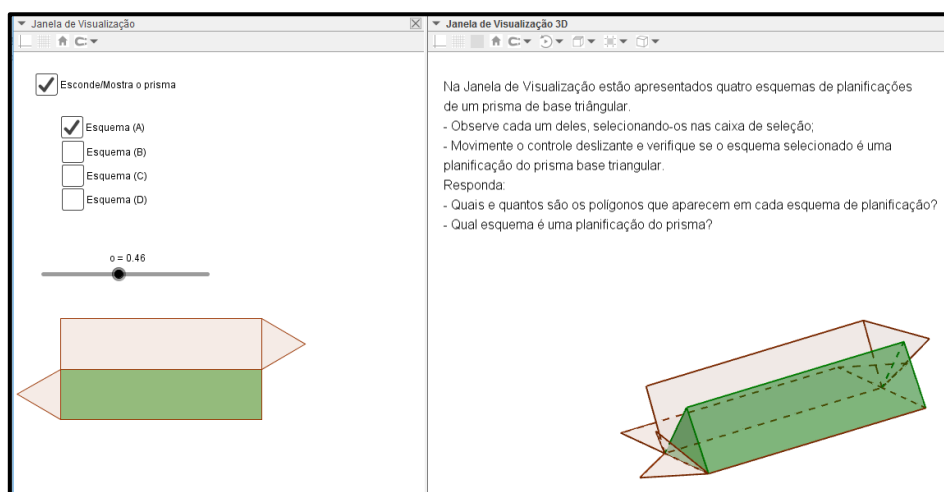 Janela de Visualização
Esconde/Mostra o prisma
Esquema (A)
Esquema (B)
Esquema (C)
Esquema (D)
o = 0.46
Janela de Visualização 3D
Na Janela de Visualização estão apresentados quatro esquemas de planificações
de um prisma de base triângular.
- Observe cada um deles, selecionando-os nas caixa de seleção;
- Movimente o controle deslizante e verifique se o esquema selecionado é uma
planificação do prisma base triangular.
Responda:
- Quais e quantos são os polígonos que aparecem em cada esquema de planificação?
- Qual esquema é uma planificação do prisma?